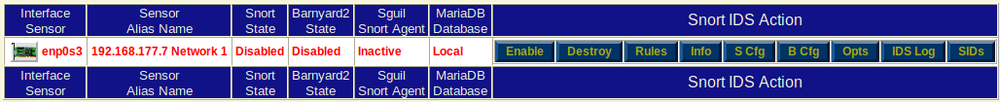 Interface Sensor Snort Barnyard2 Sguil MariaDB Snort IDS Action
Sensor Alias Name State State Snort Agent Database
enp0s3 192.168.177.7 Network 1 Disabled Disabled Inactive Local Enable Destroy Rules Info S Cfg B Cfg Opts IDS Log SIDs
Interface Sensor Snort Barnyard2 Sguil MariaDB Snort IDS Action
Sensor Alias Name State State Snort Agent Database